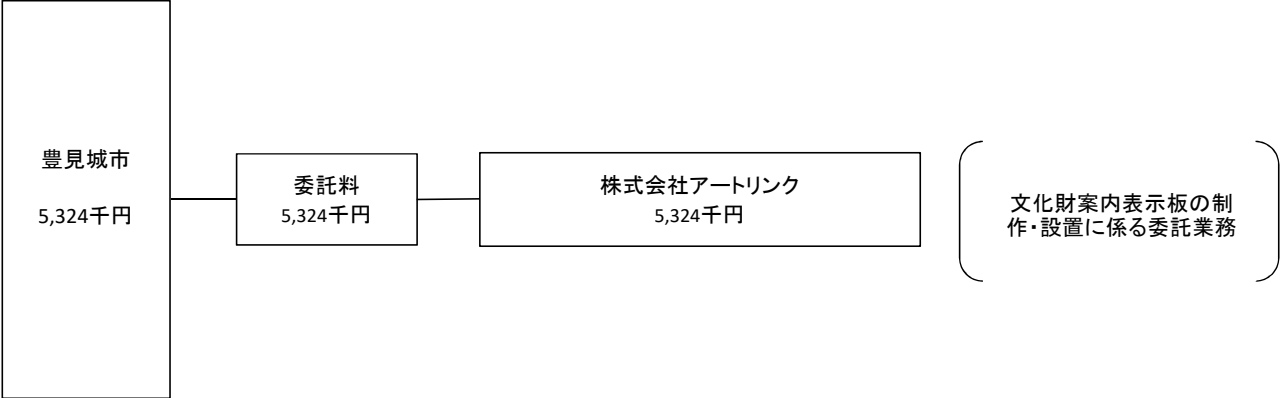 豊見城市
5,324千円
委託料
5,324千円
株式会社アートリンク
5,324千円
文化財案内表示板の制
作・設置に係る委託業務